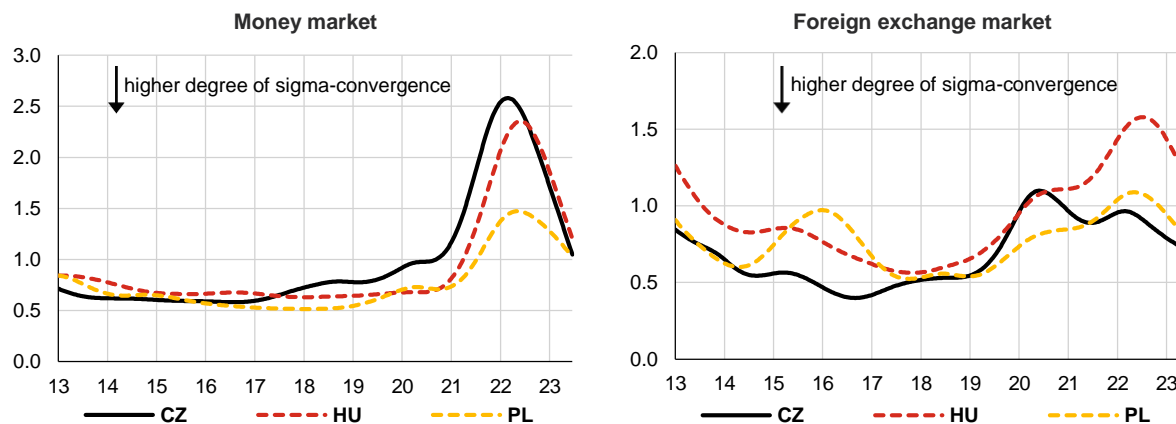 Money market
3.0
2.5
2.0
1.5
1.0
0.5
0.0
higher degree of sigma-convergence
13 14 15 16 17 18 19 20 21 22 23
CZ HU PL
Foreign exchange market
2.0
1.5
1.0
0.5
0.0
higher degree of sigma-convergence
13 14 15 16 17 18 19 20 21 22 23
CZ HU PL